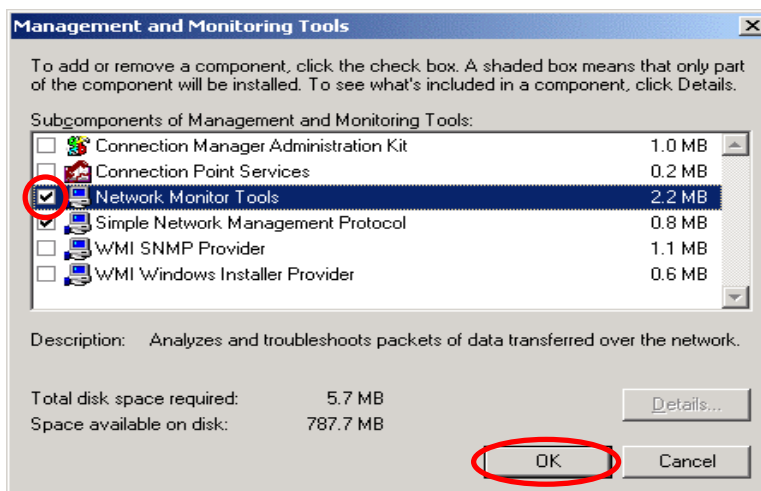 Management and Monitoring Tools
To add or remove a component, click the check box. A shaded box means that only part
of the component will be installed. To see what's included in a component, click Details.
Subcomponents of Management and Monitoring Tools:
Connection Manager Administration Kit 1.0 MB
Connection Point Services 0.2 MB
Network Monitor Tools 2.2 MB
Simple Network Management Protocol 0.8 MB
WMI SNMP Provider 1.1 MB
WMI Windows Installer Provider 0.6 MB
Description: Analyzes and troubleshoots packets of data transferred over the network.
Total disk space required: 5.7 MB
Details...
Space available on disk: 787.7 MB
OK Cancel